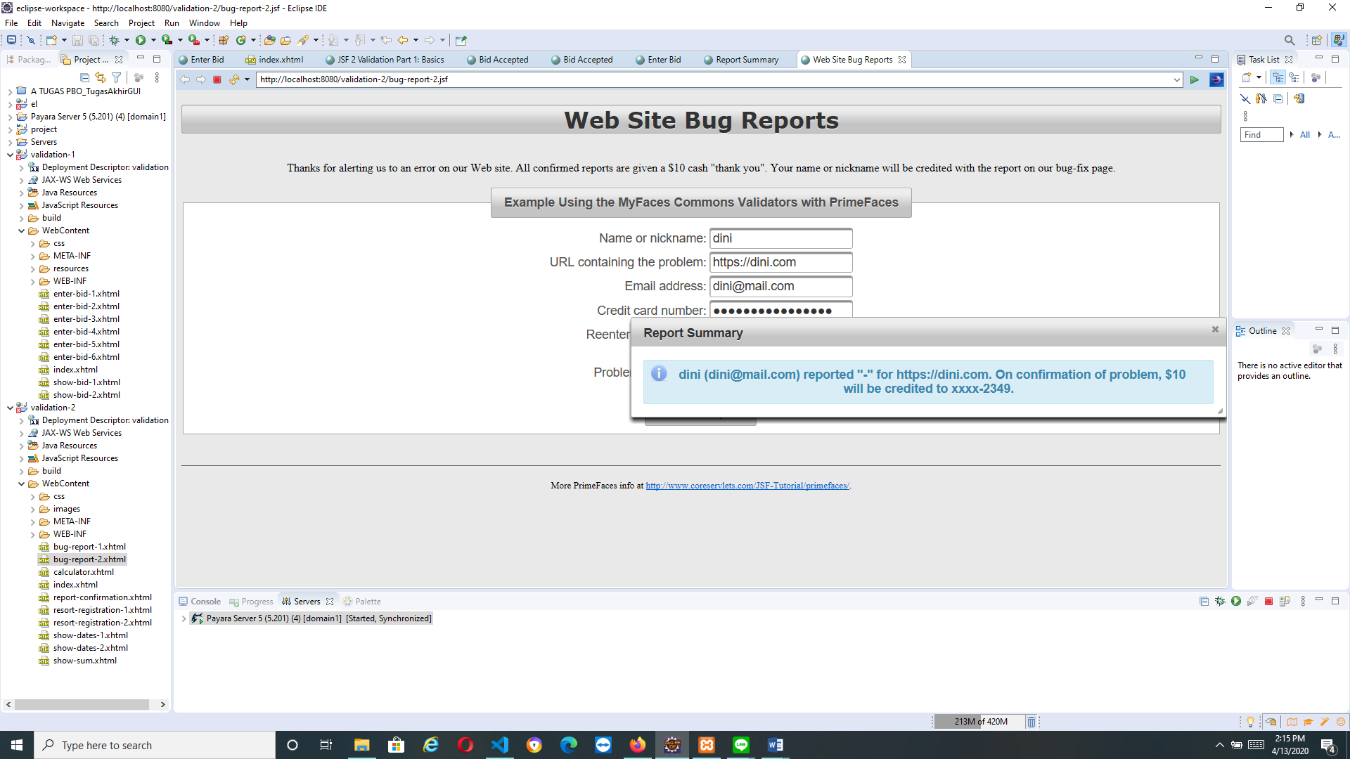 eclipse-workspace - http://localhost:8080/validation-2/bug-report-2.jsf - Eclipse IDE
File Edit Navigate Search Project Run Window Help
Packag... Project ...
A TUGAS PBO_TugasAkhirGUI
el
Payara Server 5 (5.201) (4) [domain1]
project
Servers
validation-1
Deployment Descriptor: validation
JAX-WS Web Services
Java Resources
JavaScript Resources
build
WebContent
css
META-INF
resources
WEB-INF
enter-bid-1.xhtml
enter-bid-2.xhtml
enter-bid-3.xhtml
enter-bid-4.xhtml
enter-bid-5.xhtml
enter-bid-6.xhtml
index.xhtml
show-bid-1.xhtml
show-bid-2.xhtml
validation-2
Deployment Descriptor: validation
JAX-WS Web Services
Java Resources
JavaScript Resources
build
WebContent
css
images
META-INF
WEB-INF
bug-report-1.xhtml
bug-report-2.xhtml
calculator.xhtml
index.xhtml
report-confirmation.xhtml
resort-registration-1.xhtml
resort-registration-2.xhtml
show-dates-1.xhtml
show-dates-2.xhtml
show-sum.xhtml
Enter Bid index.xhtml JSF 2 Validation Part 1: Basics Bid Accepted Bid Accepted Enter Bid Report Summary Web Site Bug Reports
http://localhost:8080/validation-2/bug-report-2.jsf
Web Site Bug Reports
Thanks for alerting us to an error on our Web site. All confirmed reports are given a $10 cash "thank you". Your name or nickname will be credited with the report on our bug-fix page.
Example Using the MyFaces Commons Validators with PrimeFaces
Name or nickname: dini
URL containing the problem: https://dini.com
Email address: dini@mail.com
Credit card number: ●●●●●●●●●●●●●●●●
Reenter
Proble
Report Summary
dini (dini@mail.com) reported "-" for https://dini.com. On confirmation of problem, $10
will be credited to xxxx-2349.
More PrimeFaces info at http://www.coreservlets.com/JSF-Tutorial/primefaces/.
Console Progress Servers Palette
Payara Server 5 (5.201) (4) [domain1] [Started, Synchronized]
Task List
Find All A...
Outline
There is no active editor that
provides an outline.
213M of 420M
Type here to search
2:15 PM
4/13/2020
4